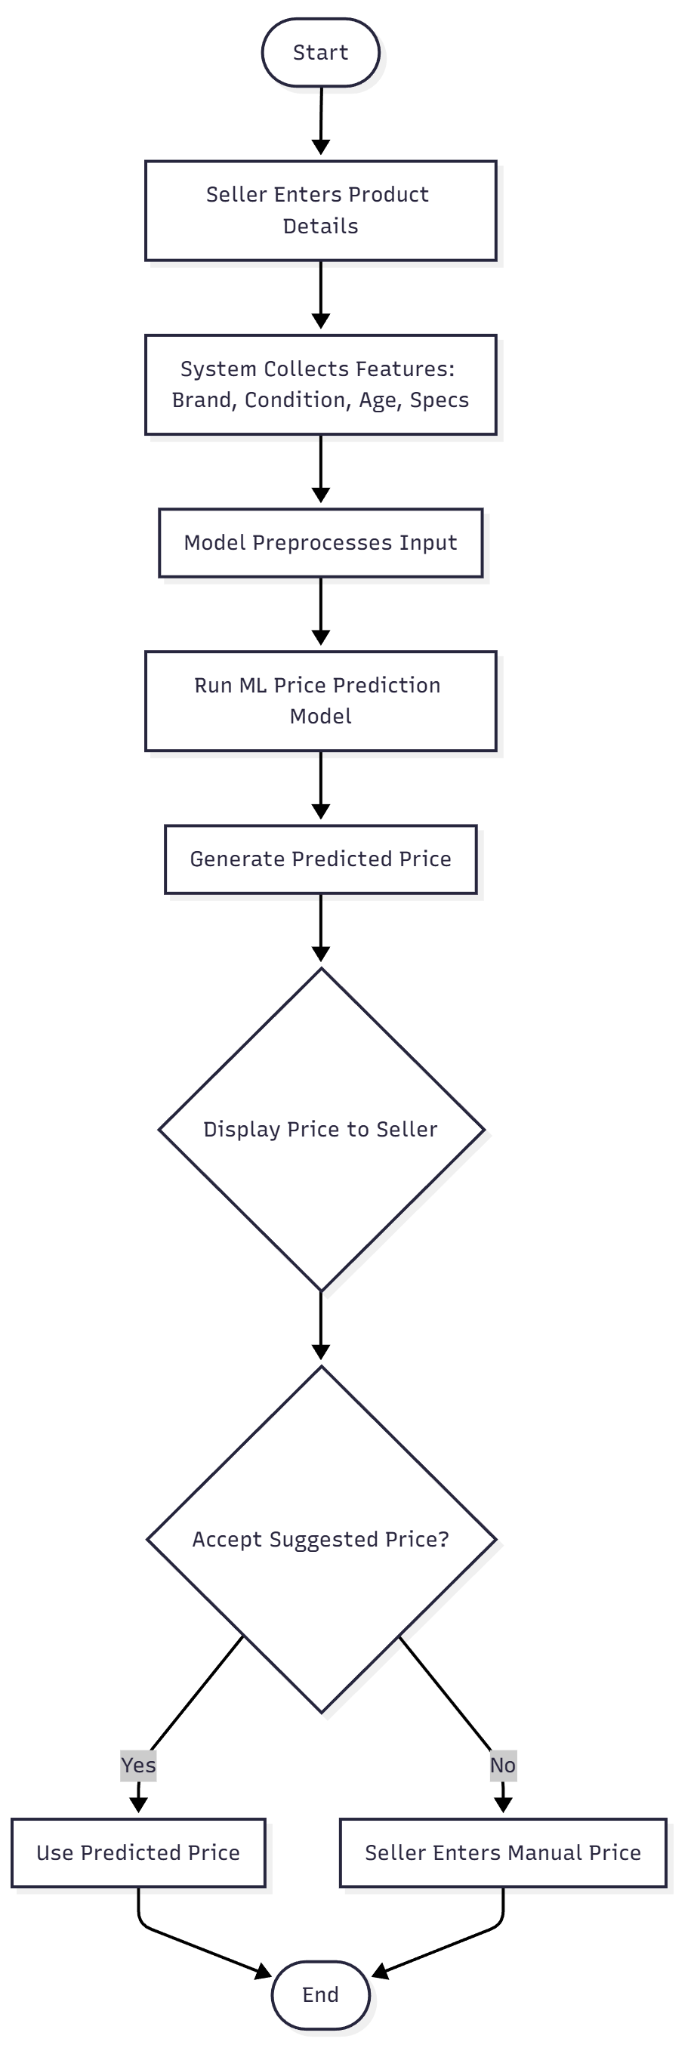 Start
Seller Enters Product
Details
System Collects Features:
Brand, Condition, Age, Specs
Model Preprocesses Input
Run ML Price Prediction
Model
Generate Predicted Price
Display Price to Seller
Accept Suggested Price?
Yes
No
Use Predicted Price
Seller Enters Manual Price
End